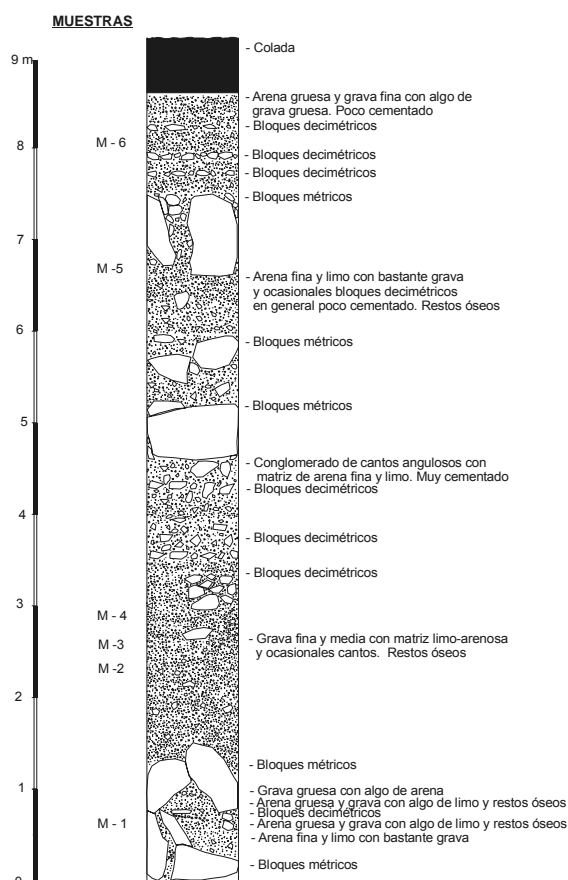 MUESTRAS
- Colada
9 m
- Arena gruesa y grava fina con algo de
grava gruesa. Poco cementado
- Bloques decimétricos
M - 6
8
- Bloques decimétricos
- Bloques decimétricos
- Bloques métricos
7
M -5
- Arena fina y limo con bastante grava
y ocasionales bloques decimétricos
en general poco cementado. Restos óseos
6
- Bloques métricos
- Bloques métricos
5
- Conglomerado de cantos angulosos con
matriz de arena fina y limo. Muy cementado
- Bloques decimétricos
4
- Bloques decimétricos
- Bloques decimétricos
3
M - 4
- Grava fina y media con matriz limo-arenosa
y ocasionales cantos. Restos óseos
M -3
M -2
2
- Bloques métricos
1
- Grava gruesa con algo de arena
- Arena gruesa y grava con algo de limo y restos óseos
- Bloques decimétricos
- Arena gruesa y grava con algo de limo y restos óseos
M - 1
- Arena fina y limo con bastante grava
- Bloques métricos
0